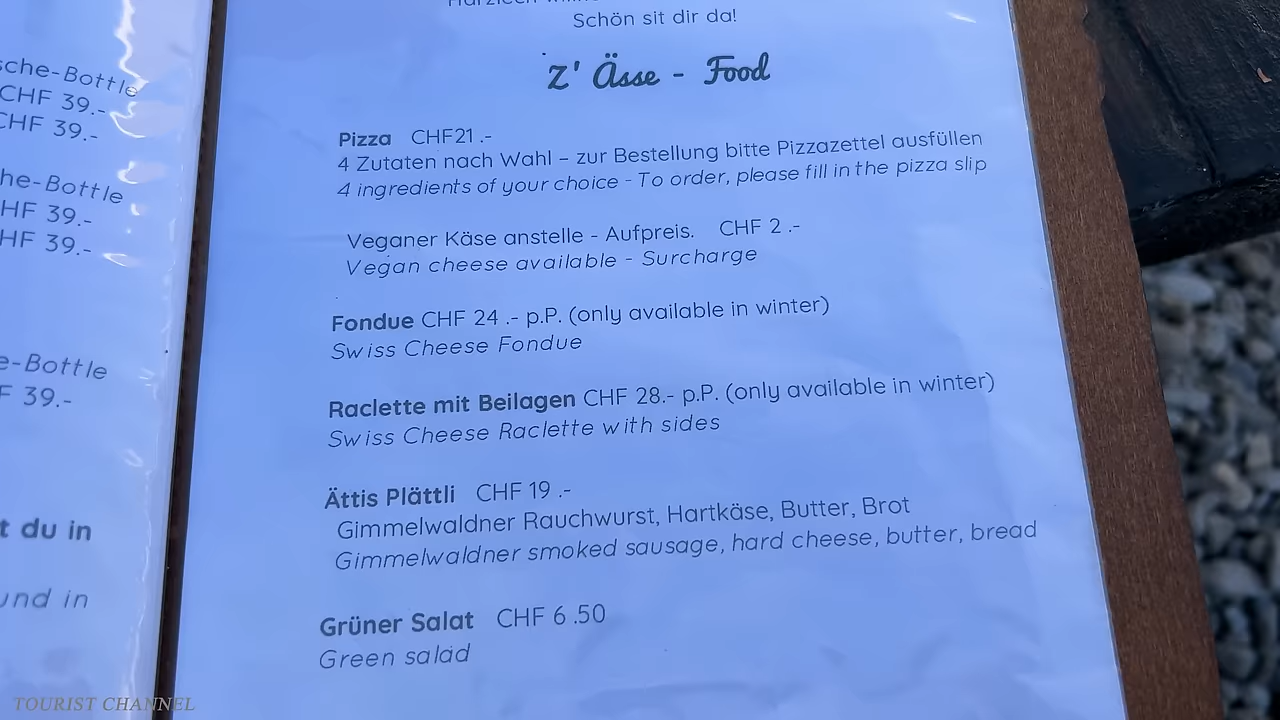 sche-Bottle
CHF 39.-
CHF 39.-
he-Bottle
HF 39.-
HF 39.-
e-Bottle
F 39.-
t du in
und in
Schön sit dir da!
Z' Ässe - Food
Pizza CHF21 .-
4 Zutaten nach Wahl – zur Bestellung bitte Pizzazettel ausfüllen
4 ingredients of your choice - To order, please fill in the pizza slip
Veganer Käse anstelle - Aufpreis. CHF 2 .-
Vegan cheese available - Surcharge
Fondue CHF 24 .- p.P. (only available in winter)
Swiss Cheese Fondue
Raclette mit Beilagen CHF 28.- p.P. (only available in winter)
Swiss Cheese Raclette with sides
Ättis Plättli CHF 19 .-
Gimmelwaldner Rauchwurst, Hartkäse, Butter, Brot
Gimmelwaldner smoked sausage, hard cheese, butter, bread
Grüner Salat CHF 6 .50
Green salad
TOURIST CHANNEL